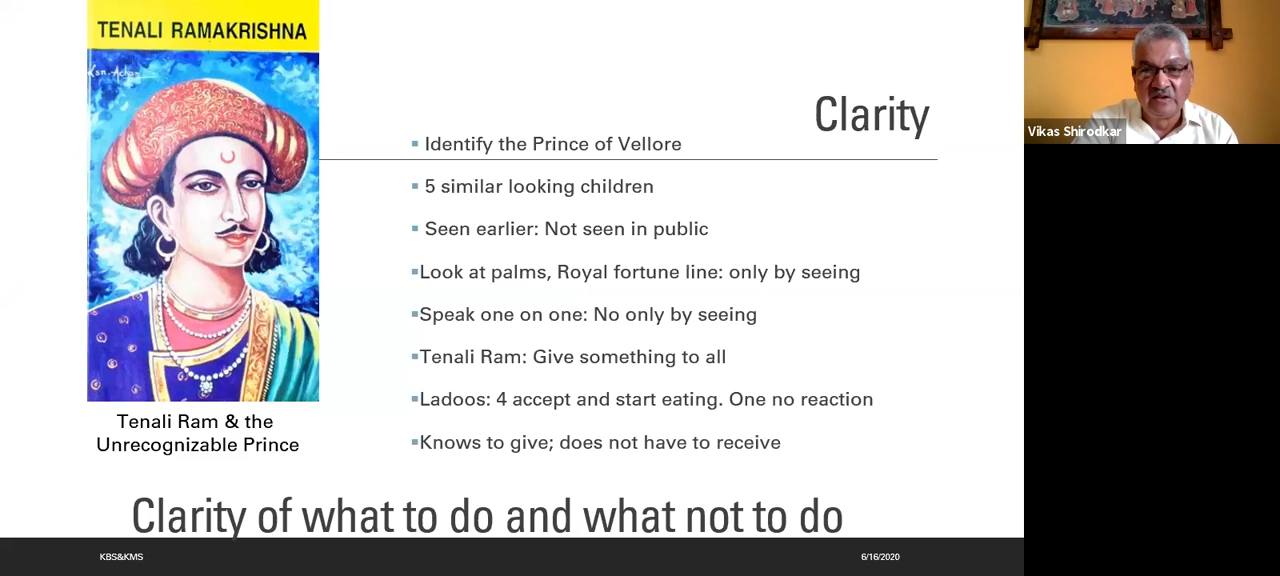 TENALI RAMAKRISHNA
Tenali Ram & the
Unrecognizable Prince
Clarity
Identify the Prince of Vellore
5 similar looking children
Seen earlier: Not seen in public
Look at palms, Royal fortune line: only by seeing
Speak one on one: No only by seeing
Tenali Ram: Give something to all
Ladoos: 4 accept and start eating. One no reaction
Knows to give; does not have to receive
Clarity of what to do and what not to do
KBS&KMS
6/16/2020
Vikas Shirodkar